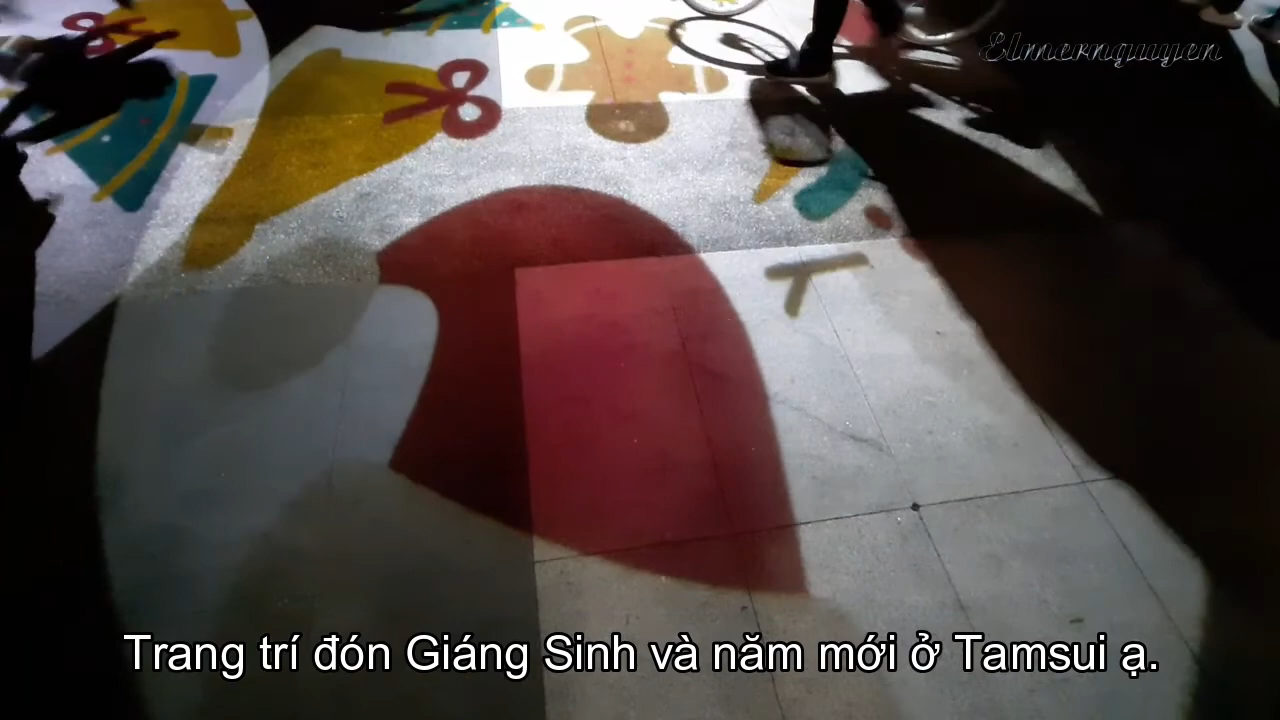 Elmernguyen
Trang trí đón Giáng Sinh và năm mới ở Tamsui ạ.